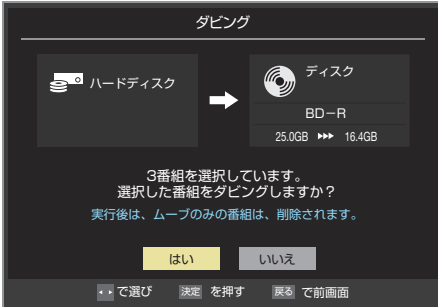 ダビング
ハードディスク
ディスク
BD－R
25.0GB ▸▸▸ 16.4GB
3番組を選択しています。
選択した番組をダビングしますか？
実行後は、ムーブのみの番組は、削除されます。
はい
いいえ
で選び 決定 を押す 戻る で前画面